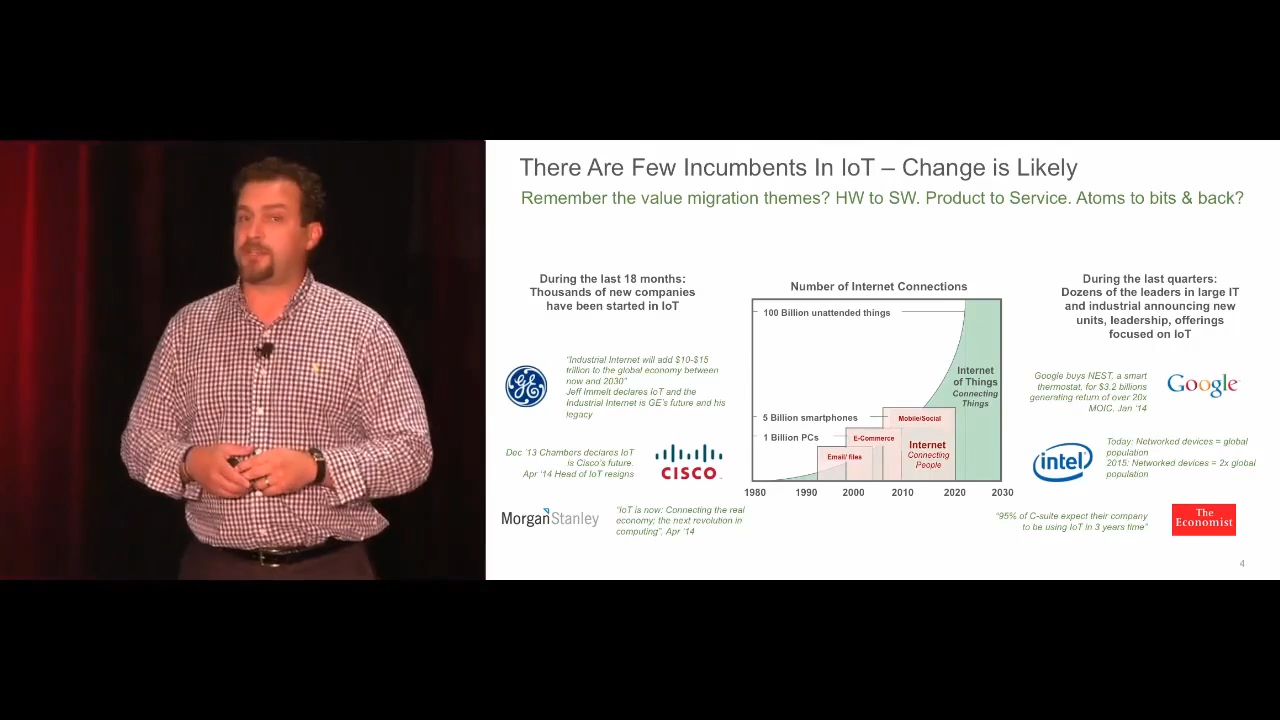 There Are Few Incumbents In IoT – Change is Likely
Remember the value migration themes? HW to SW. Product to Service. Atoms to bits & back?
During the last 18 months:
Thousands of new companies
have been started in IoT
GE
"Industrial Internet will add $10-$15
trillion to the global economy between
now and 2030"
Jeff Immelt declares IoT and the
Industrial Internet is GE's future and his
legacy
Dec '13 Chambers declares IoT
is Cisco's future.
Apr '14 Head of IoT resigns
CISCO
Morgan Stanley
"IoT is now: Connecting the real
economy; the next revolution in
computing", Apr '14
Number of Internet Connections
100 Billion unattended things
5 Billion smartphones
1 Billion PCs
Internet
of Things
Connecting
Things
Mobile/Social
E-Commerce
Email/ files
Internet
Connecting
People
1980 1990 2000 2010 2020 2030
During the last quarters:
Dozens of the leaders in large IT
and industrial announcing new
units, leadership, offerings
focused on IoT
Google buys NEST, a smart
thermostat, for $3.2 billions
generating return of over 20x
MOIC, Jan '14
Google
intel
Today: Networked devices = global
population
2015: Networked devices = 2x global
population
"95% of C-suite expect their company
to be using IoT in 3 years time"
The
Economist
4